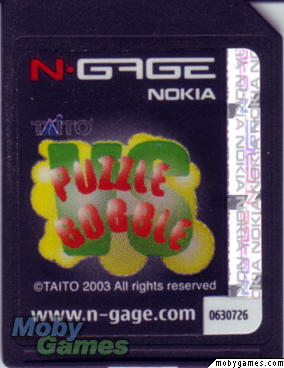 N·GAGE
NOKIA
TAITO
VS
PUZZLE
BOBBLE
©TAITO 2003 All rights reserved
www.n-gage.com
0630726
Moby
Games
mobygames.com